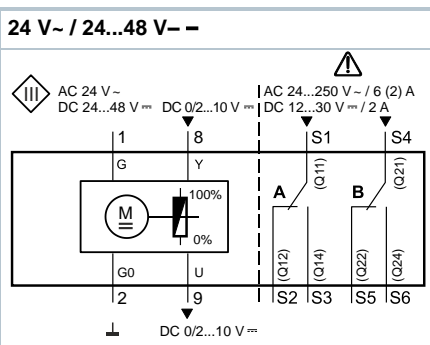 24 V~ / 24...48 V⎓
III
AC 24 V ~
DC 24...48 V ⎓
DC 0/2...10 V ⎓
AC 24...250 V ~ / 6 (2) A
DC 12...30 V ⎓ / 2 A
1
8
S1
S4
G
Y
(Q11)
(Q21)
M
100%
0%
A
B
(Q12)
(Q14)
(Q22)
(Q24)
G0
U
2
9
S2
S3
S5
S6
DC 0/2...10 V ⎓